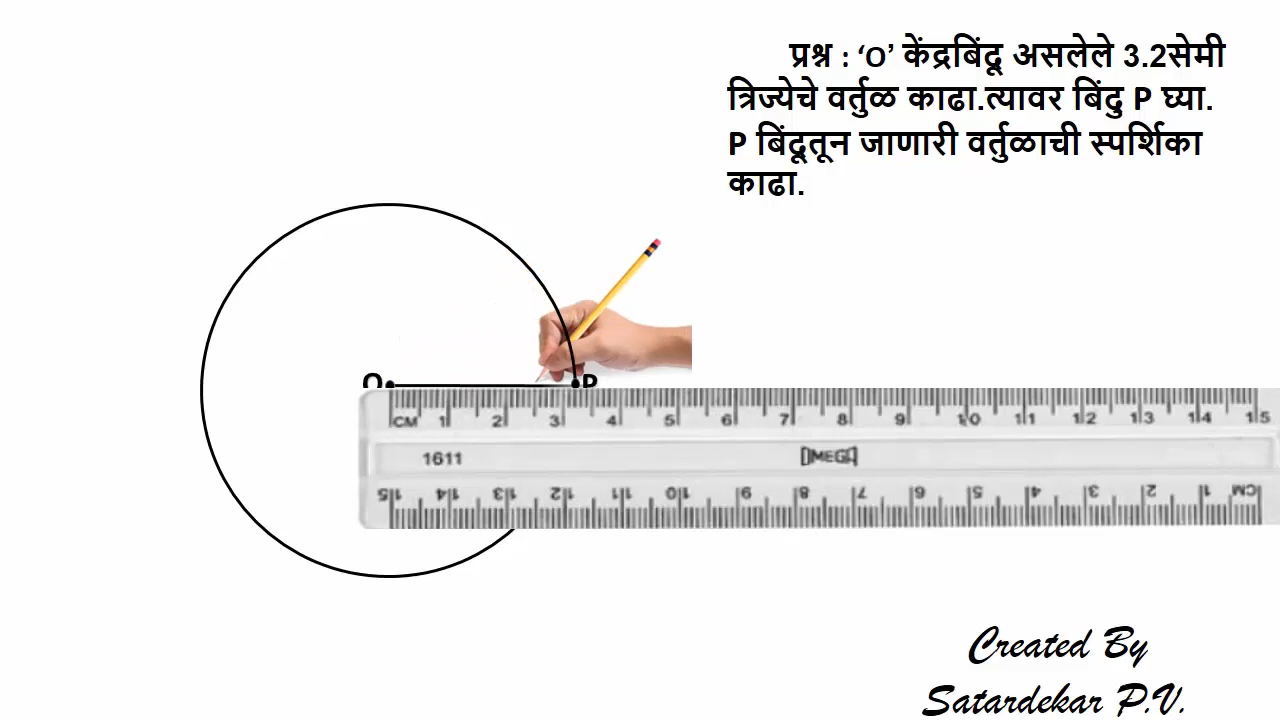 प्रश्न : ‘O’ केंद्रबिंदू असलेले 3.2सेमी
त्रिज्येचे वर्तुळ काढा.त्यावर बिंदु P घ्या.
P बिंदूतून जाणारी वर्तुळाची स्पर्शिका
काढा.
O P
CM 1 2 3 4 5 6 7 8 9 10 11 12 13 14 15
1611 OMEGA
15 14 13 12 11 10 9 8 7 6 5 4 3 2 1 CM
Created By
Satardekar P.V.